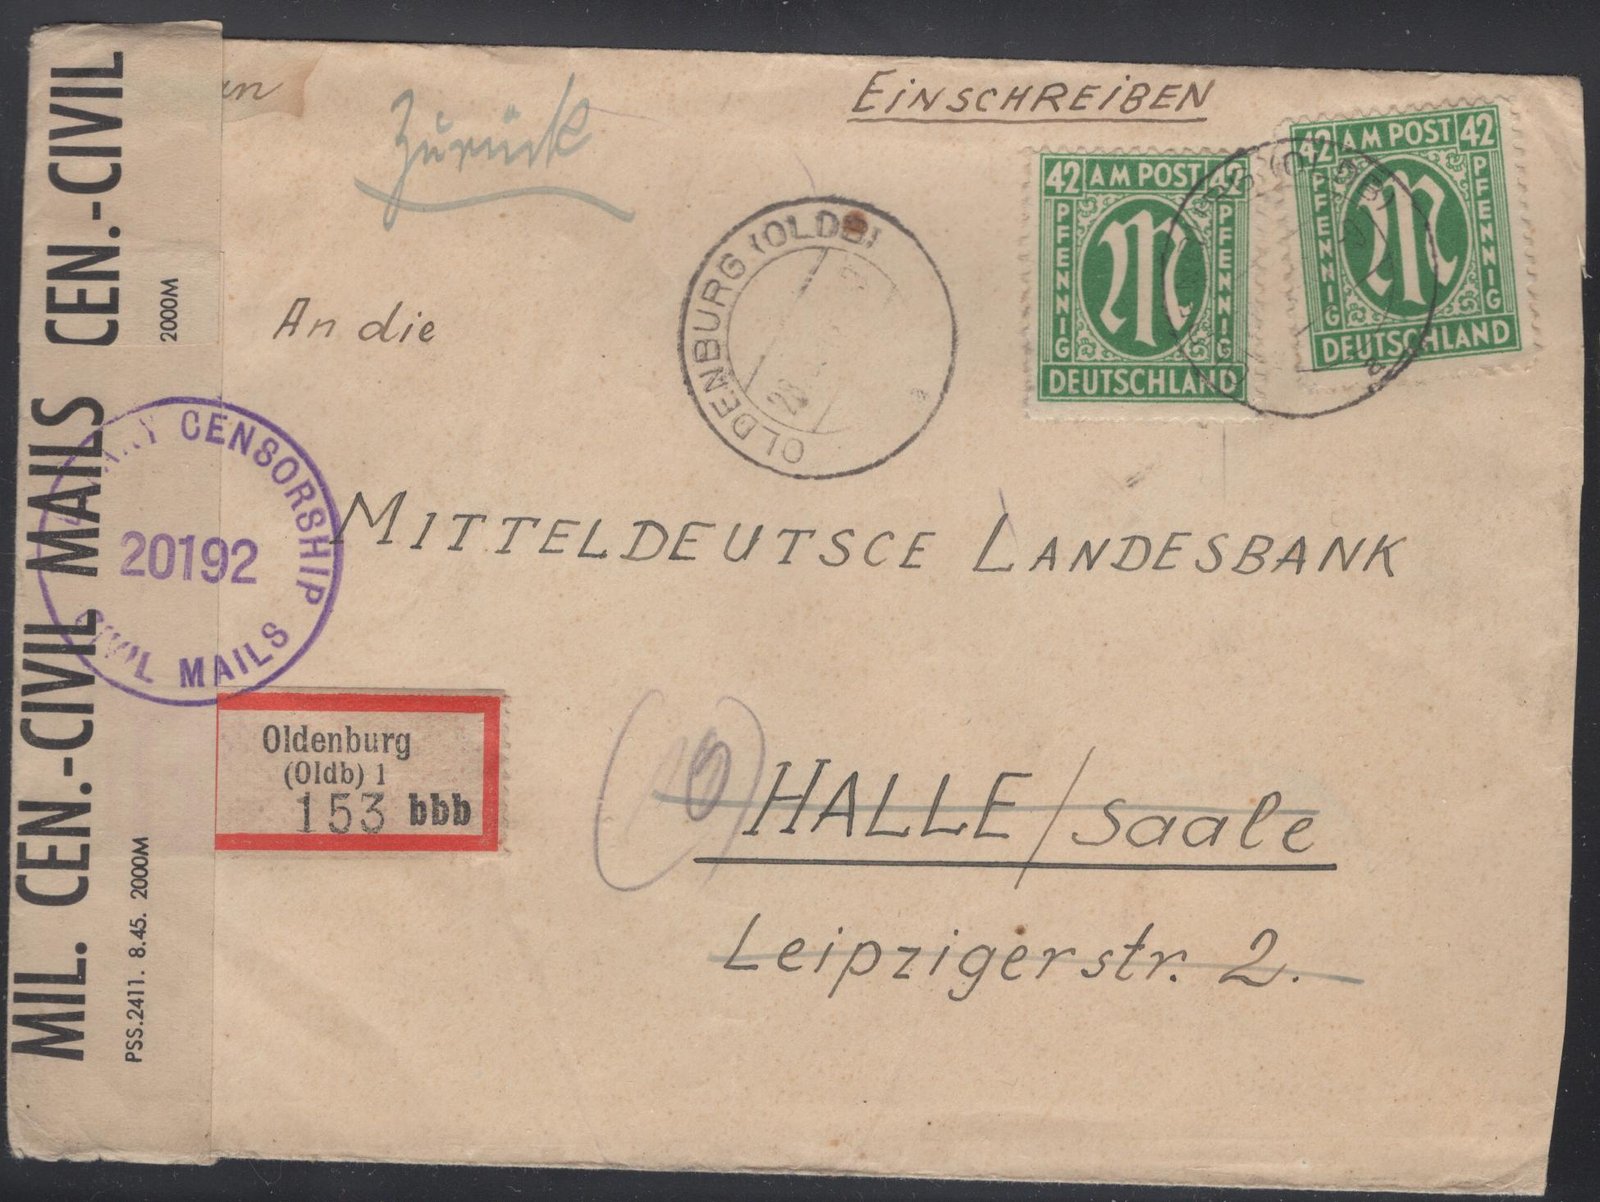 MIL. CEN.-CIVIL MAILS CEN.-CIVIL
PSS.2411. 8.45. 2000M
2000M
Zurück
EINSCHREIBEN
42 AM POST 42
PFENNIG
PFENNIG
DEUTSCHLAND
42 AM POST 42
PFENNIG
PFENNIG
DEUTSCHLAND
OLDENBURG (OLDB)
An die
CENSORSHIP
20192
CIVIL MAILS
MITTELDEUTSCE LANDESBANK
Oldenburg
(Oldb) 1
153 bbb
HALLE/Saale
Leipzigerstr. 2.